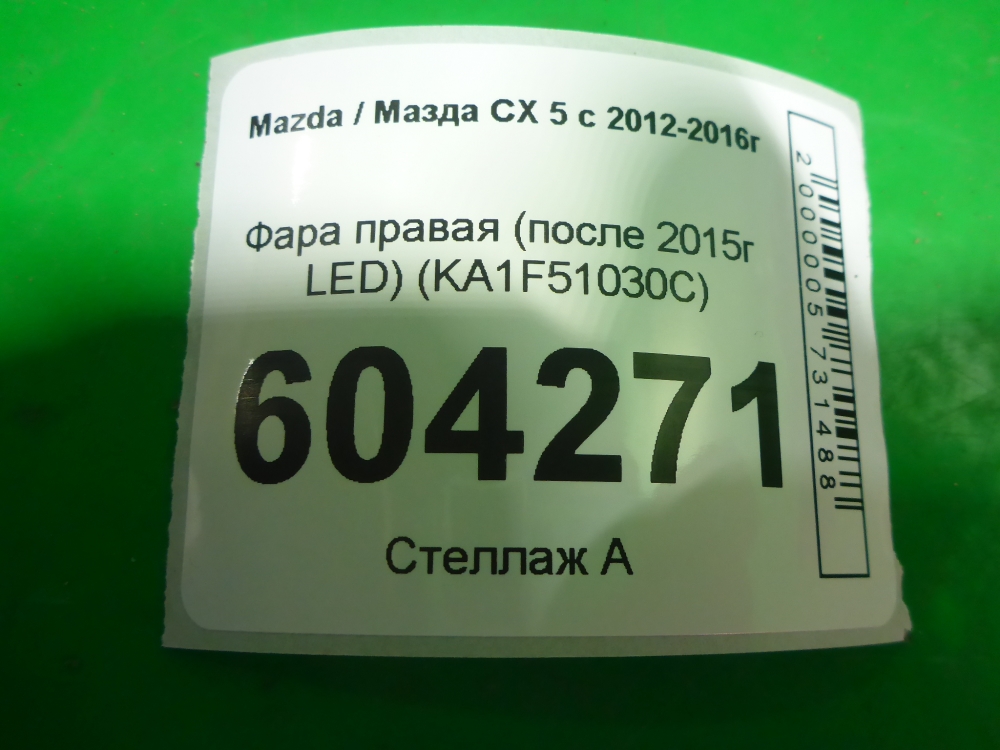 Mazda / Мазда CX 5 с 2012-2016г
Фара правая (после 2015г
LED) (KA1F51030C)
604271
Стеллаж А
2000005731488